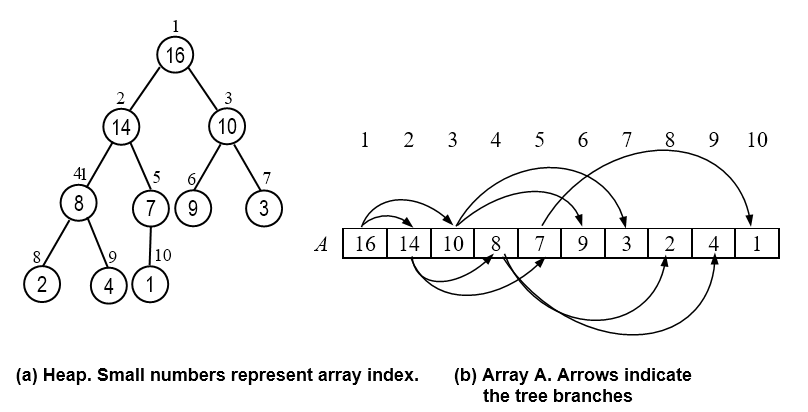 1
16
2 3
14 10
41 5 6 7
8 7 9 3
8 9 10
2 4 1
1 2 3 4 5 6 7 8 9 10
A 16 14 10 8 7 9 3 2 4 1
(a) Heap. Small numbers represent array index.
(b) Array A. Arrows indicate
the tree branches